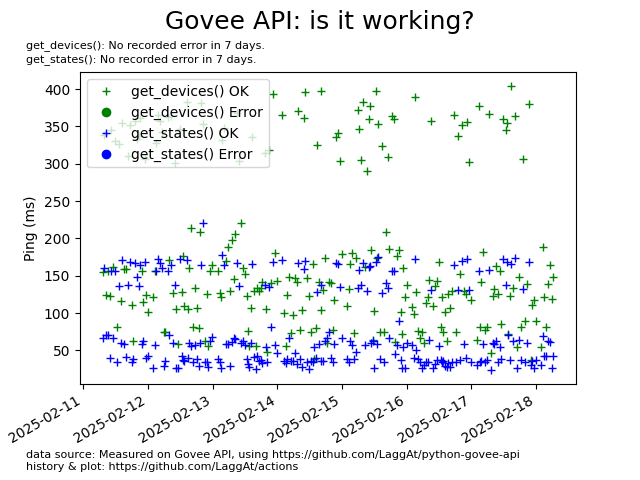 Govee API: is it working?
get_devices(): No recorded error in 7 days.
get_states(): No recorded error in 7 days.
get_devices() OK
get_devices() Error
get_states() OK
get_states() Error
Ping (ms)
400
350
300
250
200
150
100
50
2025-02-11
2025-02-12
2025-02-13
2025-02-14
2025-02-15
2025-02-16
2025-02-17
2025-02-18
data source: Measured on Govee API, using https://github.com/LaggAt/python-govee-api
history & plot: https://github.com/LaggAt/actions